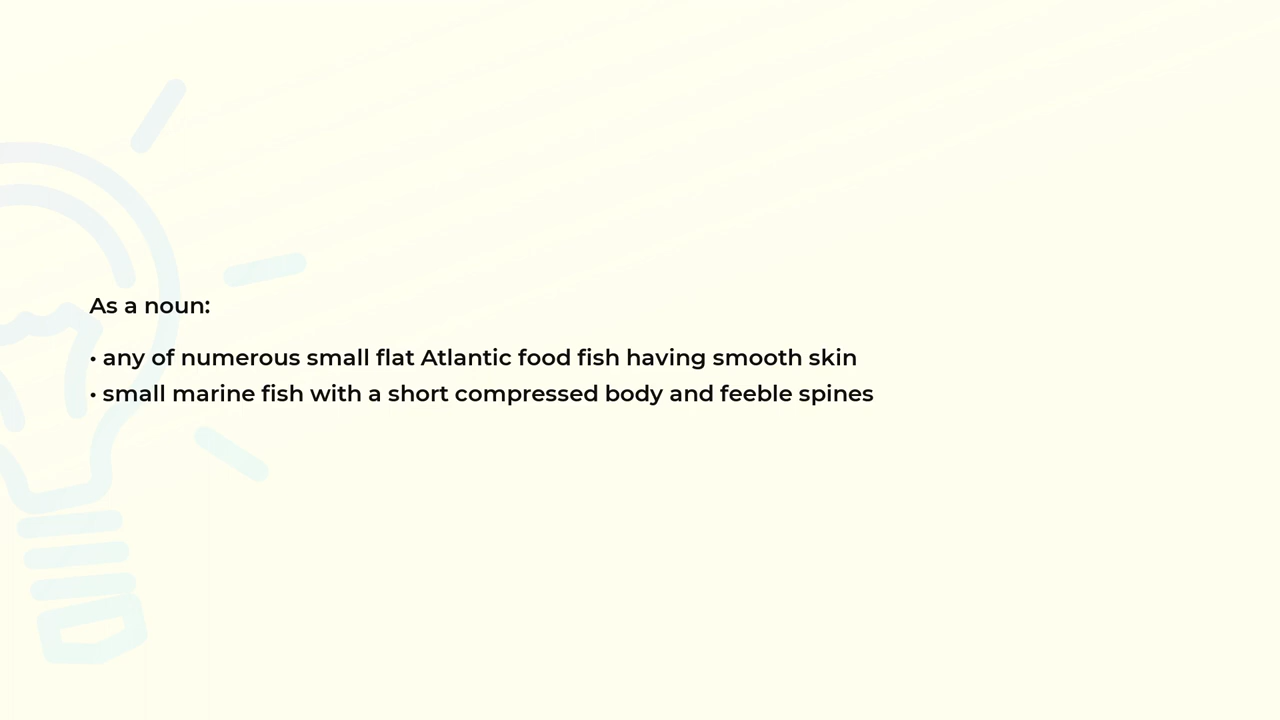 As a noun:
• any of numerous small flat Atlantic food fish having smooth skin
• small marine fish with a short compressed body and feeble spines